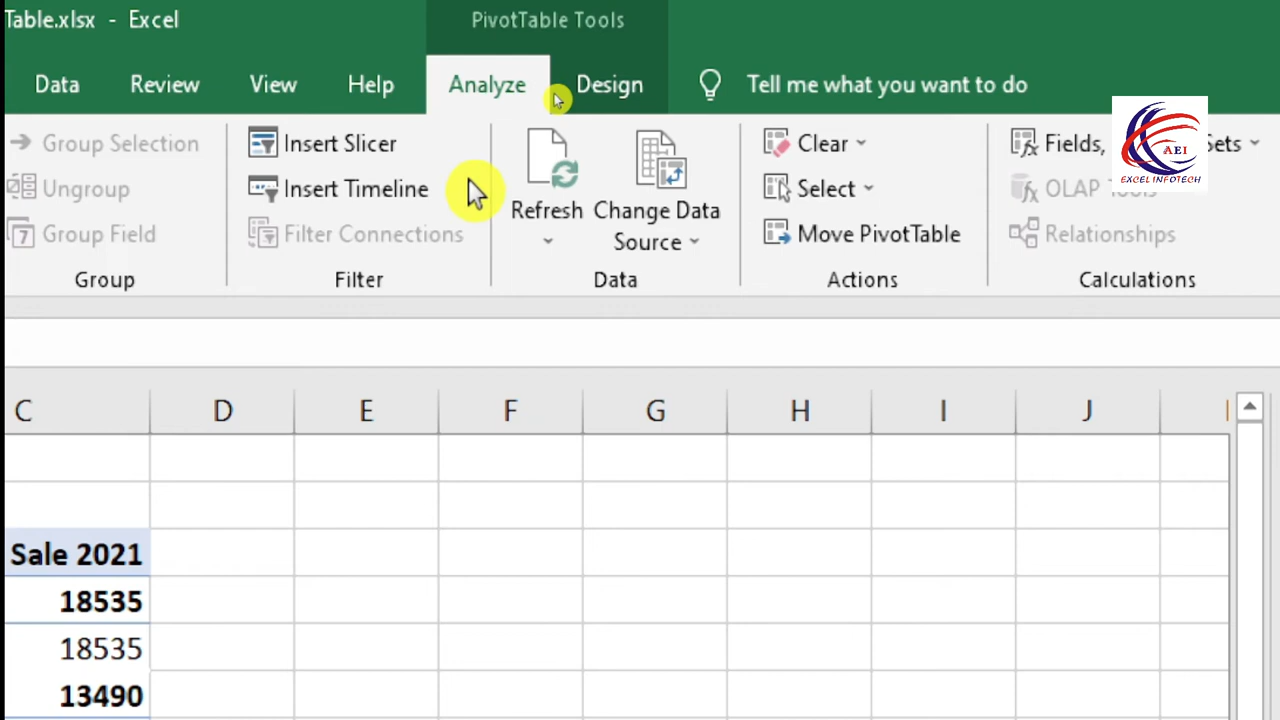 Table.xlsx - Excel
PivotTable Tools
Data Review View Help Analyze Design Tell me what you want to do
Group Selection
Ungroup
7 Group Field
Group
Insert Slicer
Insert Timeline
Filter Connections
Filter
Refresh
Change Data
Source
Data
Clear
Select
Move PivotTable
Actions
Fields, Sets
OLAP Tools
Relationships
Calculations
AEI
EXCEL INFOTECH
C D E F G H I J
Sale 2021
18535
18535
13490